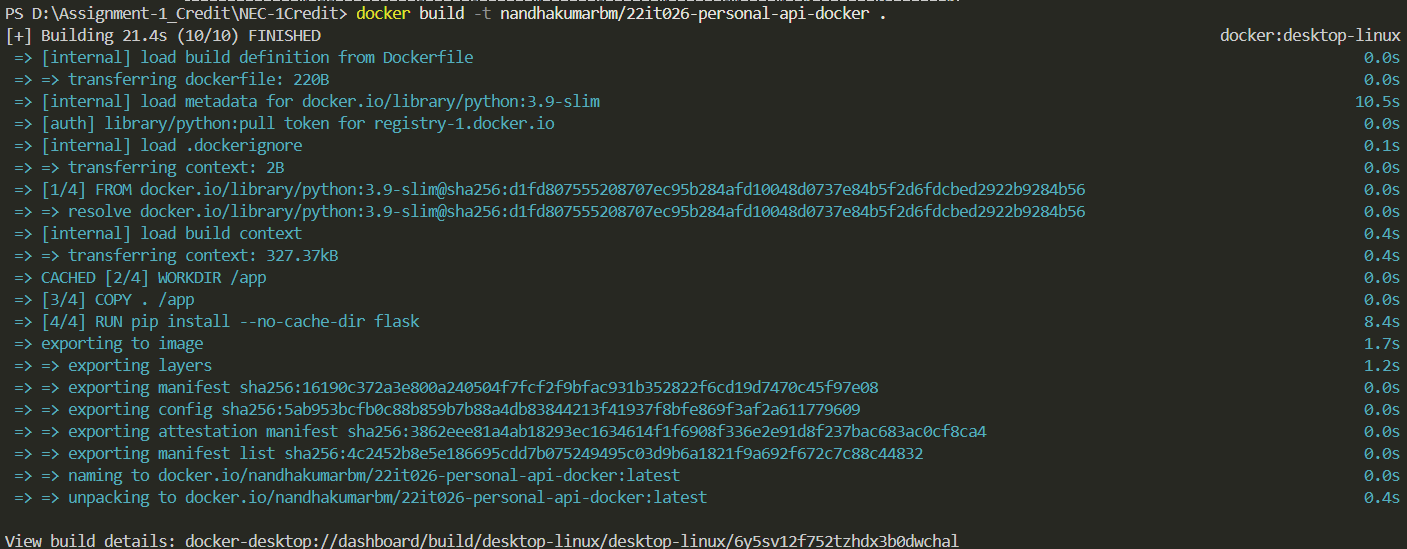 PS D:\Assignment-1_Credit\NEC-1Credit> docker build -t nandhakumarbm/22it026-personal-api-docker .
[+] Building 21.4s (10/10) FINISHED docker:desktop-linux
=> [internal] load build definition from Dockerfile 0.0s
=> => transferring dockerfile: 220B 0.0s
=> [internal] load metadata for docker.io/library/python:3.9-slim 10.5s
=> [auth] library/python:pull token for registry-1.docker.io 0.0s
=> [internal] load .dockerignore 0.1s
=> => transferring context: 2B 0.0s
=> [1/4] FROM docker.io/library/python:3.9-slim@sha256:d1fd807555208707ec95b284afd10048d0737e84b5f2d6fdcbed2922b9284b56 0.0s
=> => resolve docker.io/library/python:3.9-slim@sha256:d1fd807555208707ec95b284afd10048d0737e84b5f2d6fdcbed2922b9284b56 0.0s
=> [internal] load build context 0.4s
=> => transferring context: 327.37kB 0.4s
=> CACHED [2/4] WORKDIR /app 0.0s
=> [3/4] COPY . /app 0.0s
=> [4/4] RUN pip install --no-cache-dir flask 8.4s
=> exporting to image 1.7s
=> => exporting layers 1.2s
=> => exporting manifest sha256:16190c372a3e800a240504f7fcf2f9bfac931b352822f6cd19d7470c45f97e08 0.0s
=> => exporting config sha256:5ab953bcfb0c88b859b7b88a4db83844213f41937f8bfe869f3af2a611779609 0.0s
=> => exporting attestation manifest sha256:3862eee81a4ab18293ec1634614f1f6908f336e2e91d8f237bac683ac0cf8ca4 0.0s
=> => exporting manifest list sha256:4c2452b8e5e186695cdd7b075249495c03d9b6a1821f9a692f672c7c88c44832 0.0s
=> => naming to docker.io/nandhakumarbm/22it026-personal-api-docker:latest 0.0s
=> => unpacking to docker.io/nandhakumarbm/22it026-personal-api-docker:latest 0.4s
View build details: docker-desktop://dashboard/build/desktop-linux/desktop-linux/6y5sv12f752tzhdx3b0dwchal